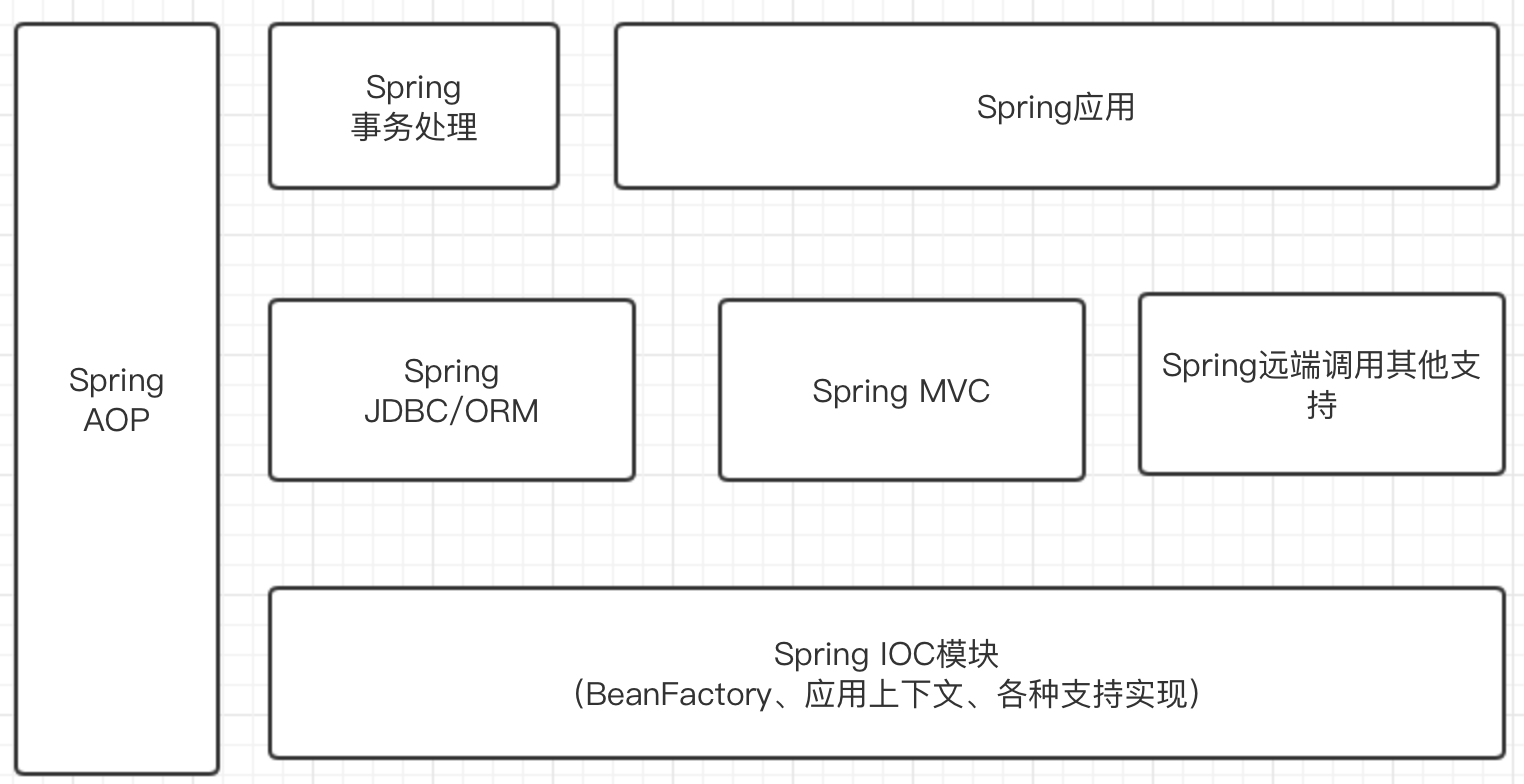 Spring
AOP
Spring
事务处理
Spring应用
Spring
JDBC/ORM
Spring MVC
Spring远端调用其他支
持
Spring IOC模块
（BeanFactory、应用上下文、各种支持实现）